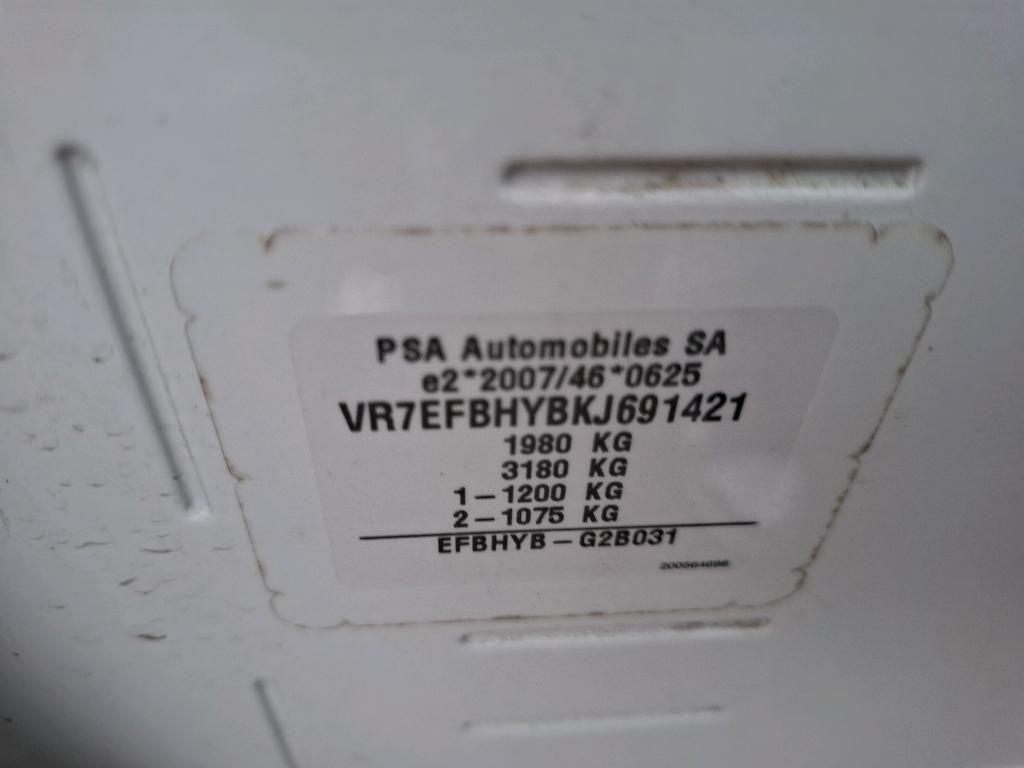 PSA Automobiles SA
e2*2007/46*0625
VR7EFBHYBKJ691421
1980 KG
3180 KG
1-1200 KG
2-1075 KG
EFBHYB-G2B031